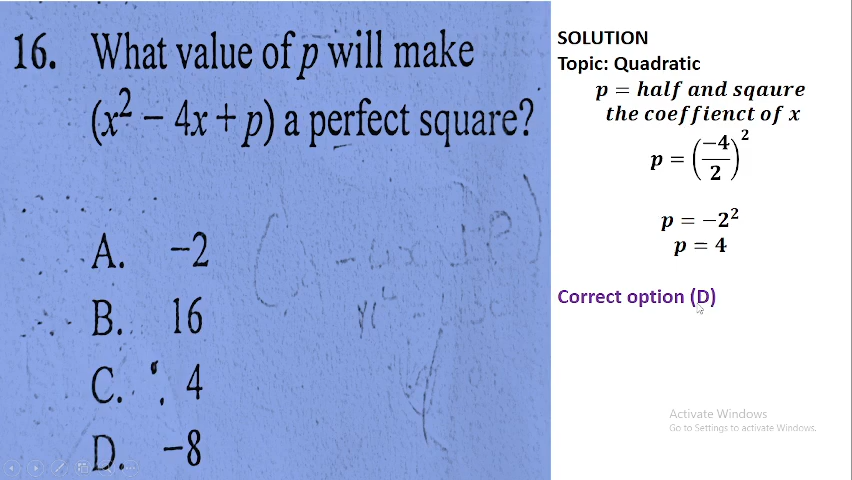 16. What value of p will make
(x² − 4x + p) a perfect square?
A. −2
B. 16
C. 4
D. −8
SOLUTION
Topic: Quadratic
p = half and sqaure
the coeffienct of x
p = (−4/2)²
p = −2²
p = 4
Correct option (D)
Activate Windows
Go to Settings to activate Windows.